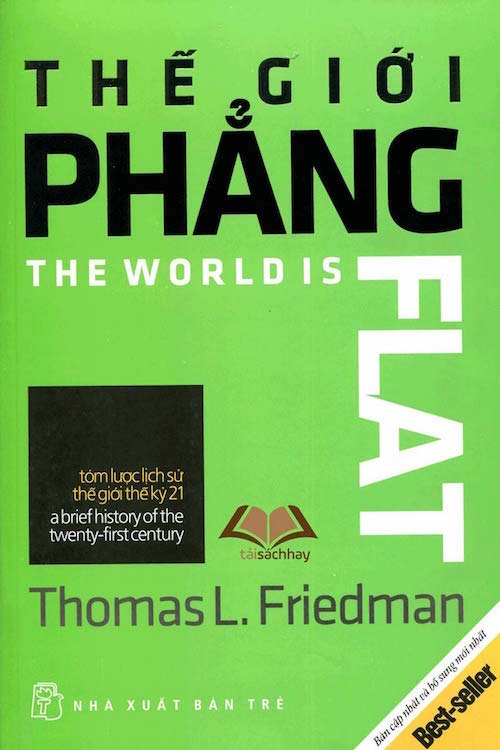 THẾ GIỚI
PHẲNG
THE WORLD IS
FLAT
tóm lược lịch sử
thế giới thế kỷ 21
a brief history of the
twenty-first century
tảisáchhay
Thomas L. Friedman
T
NHÀ XUẤT BẢN TRẺ
Bản cập nhật và bổ sung mới nhất
Best-seller